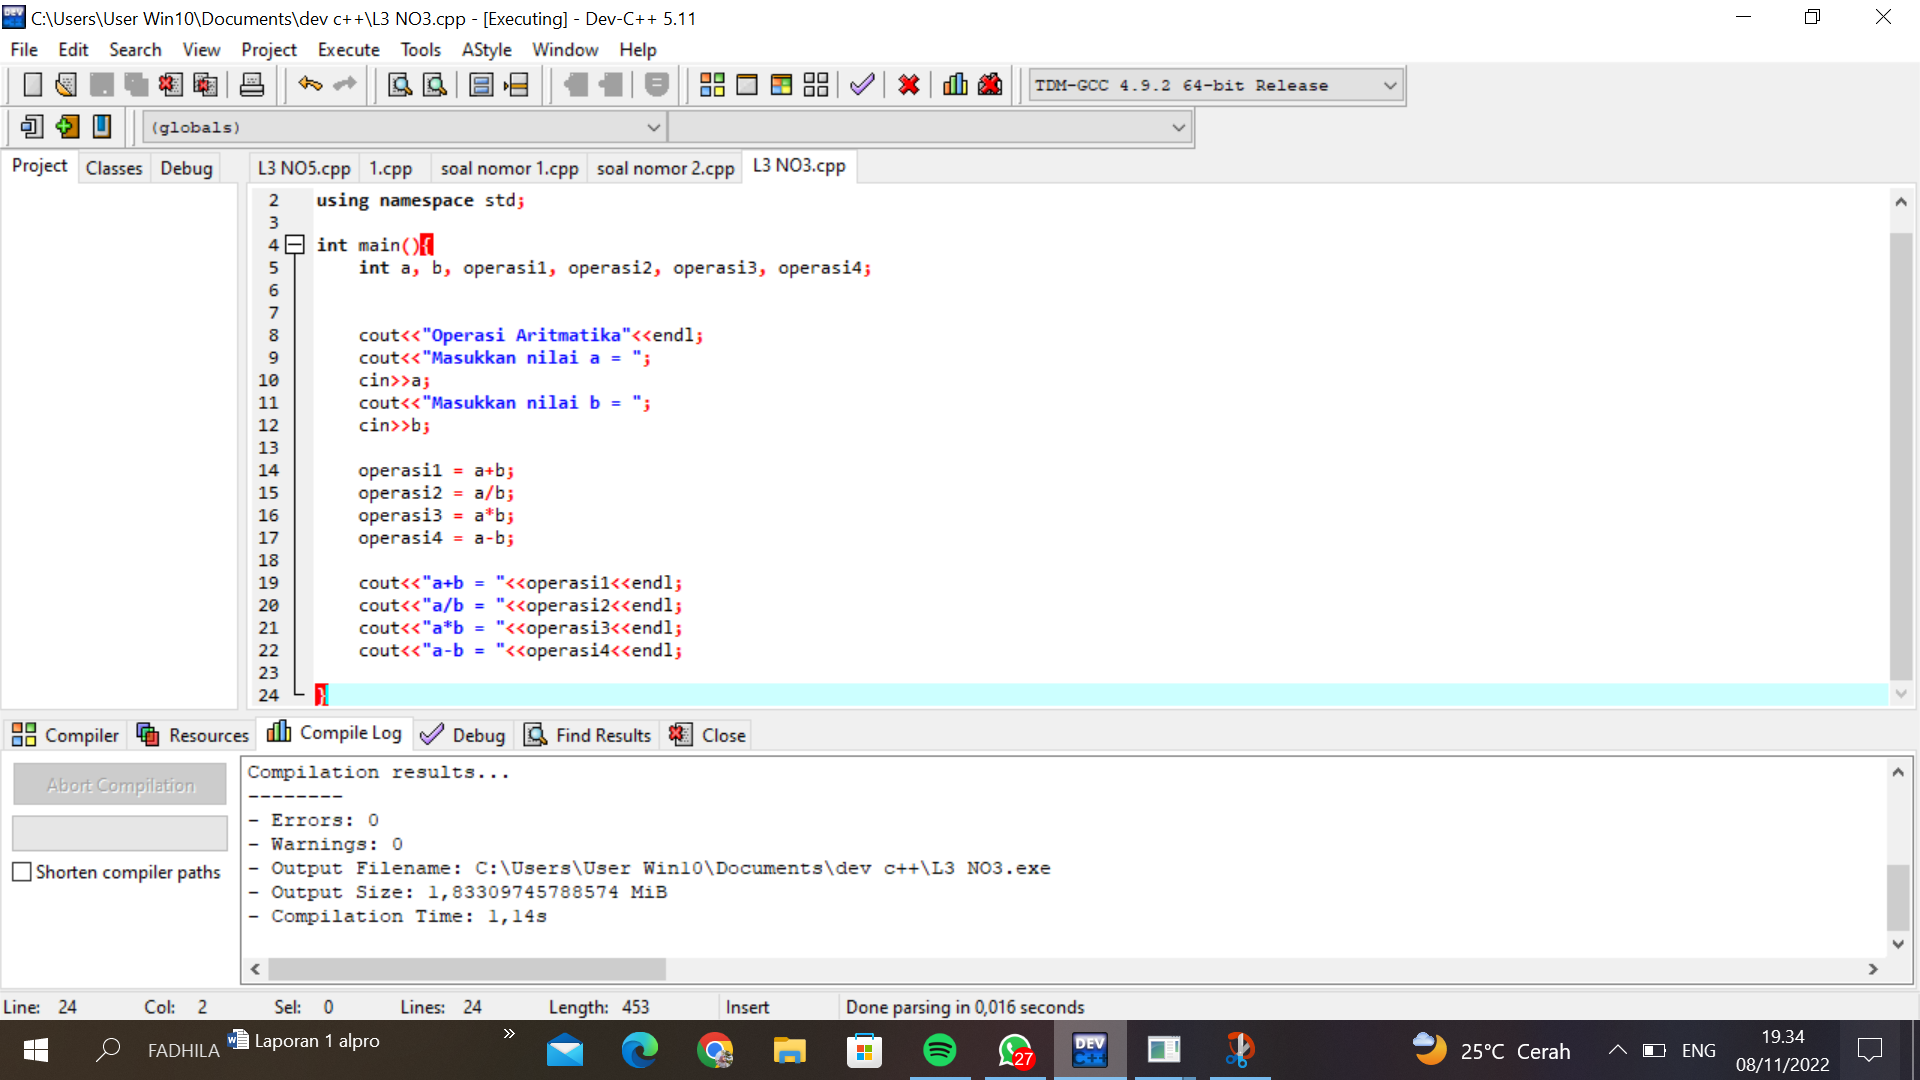 C:\Users\User Win10\Documents\dev c++\L3 NO3.cpp - [Executing] - Dev-C++ 5.11
File Edit Search View Project Execute Tools AStyle Window Help
TDM-GCC 4.9.2 64-bit Release
(globals)
Project Classes Debug L3 NO5.cpp 1.cpp soal nomor 1.cpp soal nomor 2.cpp L3 NO3.cpp
2 using namespace std;
3
4 int main(){
5 int a, b, operasi1, operasi2, operasi3, operasi4;
6
7
8 cout<<"Operasi Aritmatika"<<endl;
9 cout<<"Masukkan nilai a = ";
10 cin>>a;
11 cout<<"Masukkan nilai b = ";
12 cin>>b;
13
14 operasi1 = a+b;
15 operasi2 = a/b;
16 operasi3 = a*b;
17 operasi4 = a-b;
18
19 cout<<"a+b = "<<operasi1<<endl;
20 cout<<"a/b = "<<operasi2<<endl;
21 cout<<"a*b = "<<operasi3<<endl;
22 cout<<"a-b = "<<operasi4<<endl;
23
24 }
Compiler Resources Compile Log Debug Find Results Close
Abort Compilation
Shorten compiler paths
Compilation results...
--------
- Errors: 0
- Warnings: 0
- Output Filename: C:\Users\User Win10\Documents\dev c++\L3 NO3.exe
- Output Size: 1,83309745788574 MiB
- Compilation Time: 1,14s
Line: 24 Col: 2 Sel: 0 Lines: 24 Length: 453 Insert Done parsing in 0,016 seconds
FADHILA Laporan 1 alpro » 27 DEV C++ 25°C Cerah ENG 19.34
08/11/2022